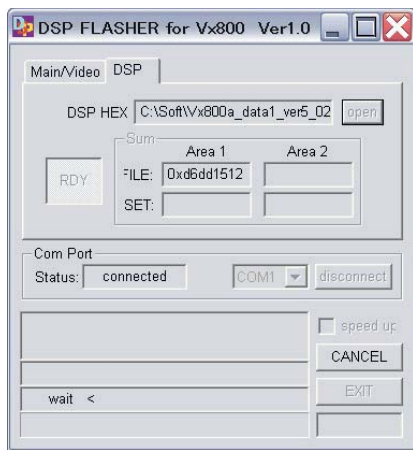 DSP FLASHER for Vx800 Ver1.0
Main/Video DSP
DSP HEX C:\Soft\Vx800a_data1_ver5_02 open
Sum
Area 1 Area 2
RDY FILE: 0xd6dd1512
SET:
Com Port
Status: connected COM1 disconnect
speed up
CANCEL
wait < EXIT